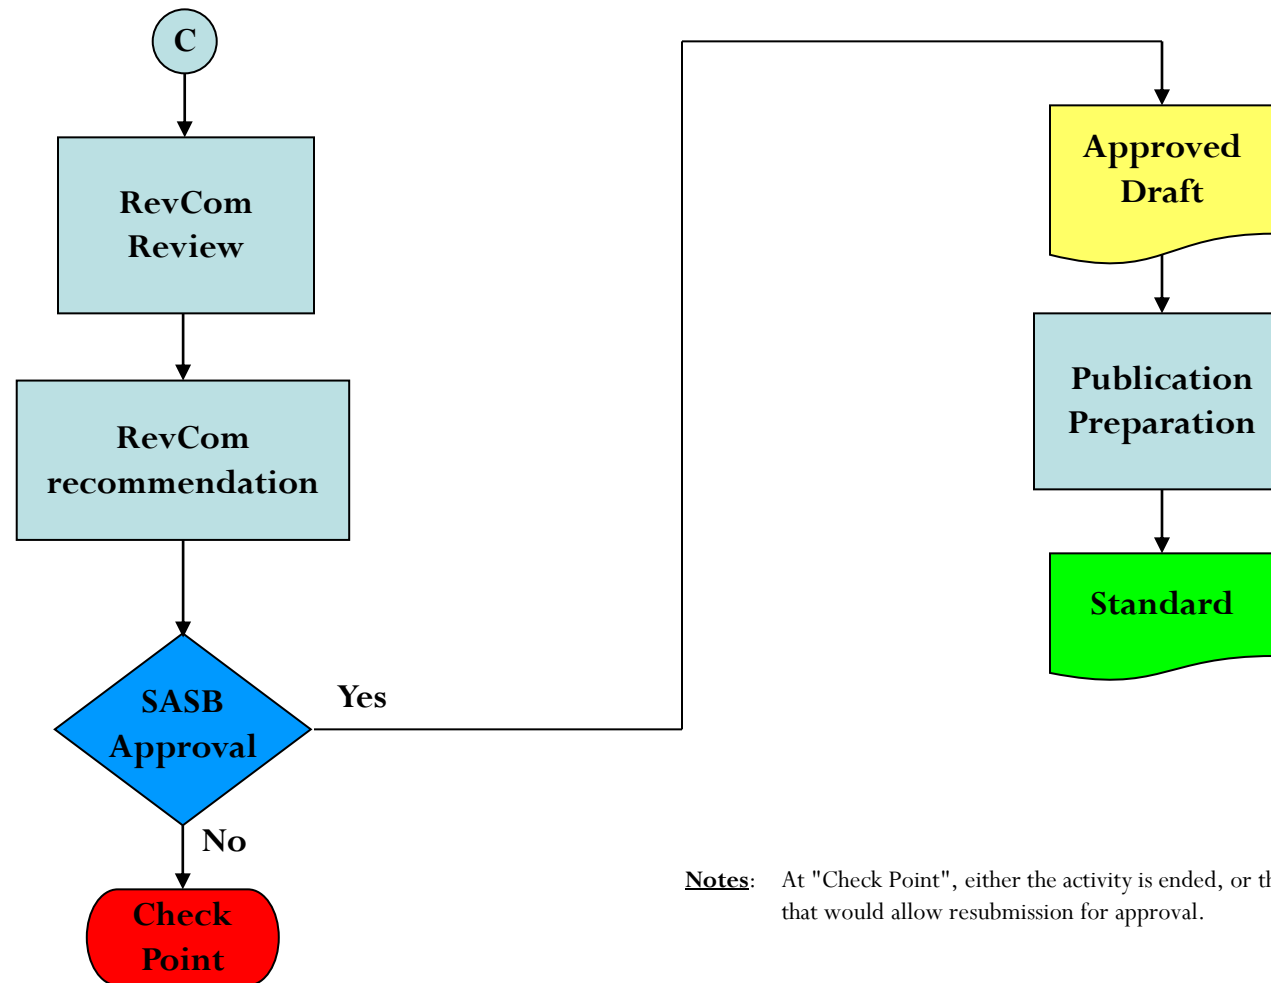 C
RevCom
Review
RevCom
recommendation
SASB
Approval
Yes
No
Check
Point
Approved
Draft
Publication
Preparation
Standard
Notes: At "Check Point", either the activity is ended, or
that would allow resubmission for approval.